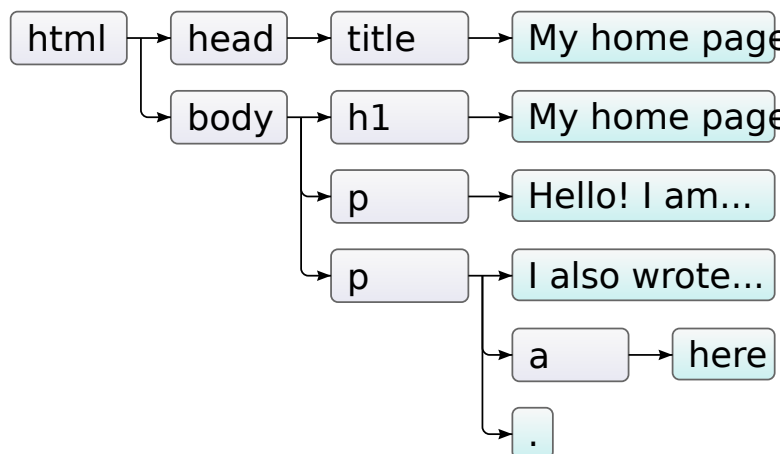 html head title My home page
body h1 My home page
p Hello! I am...
p I also wrote...
a here
.